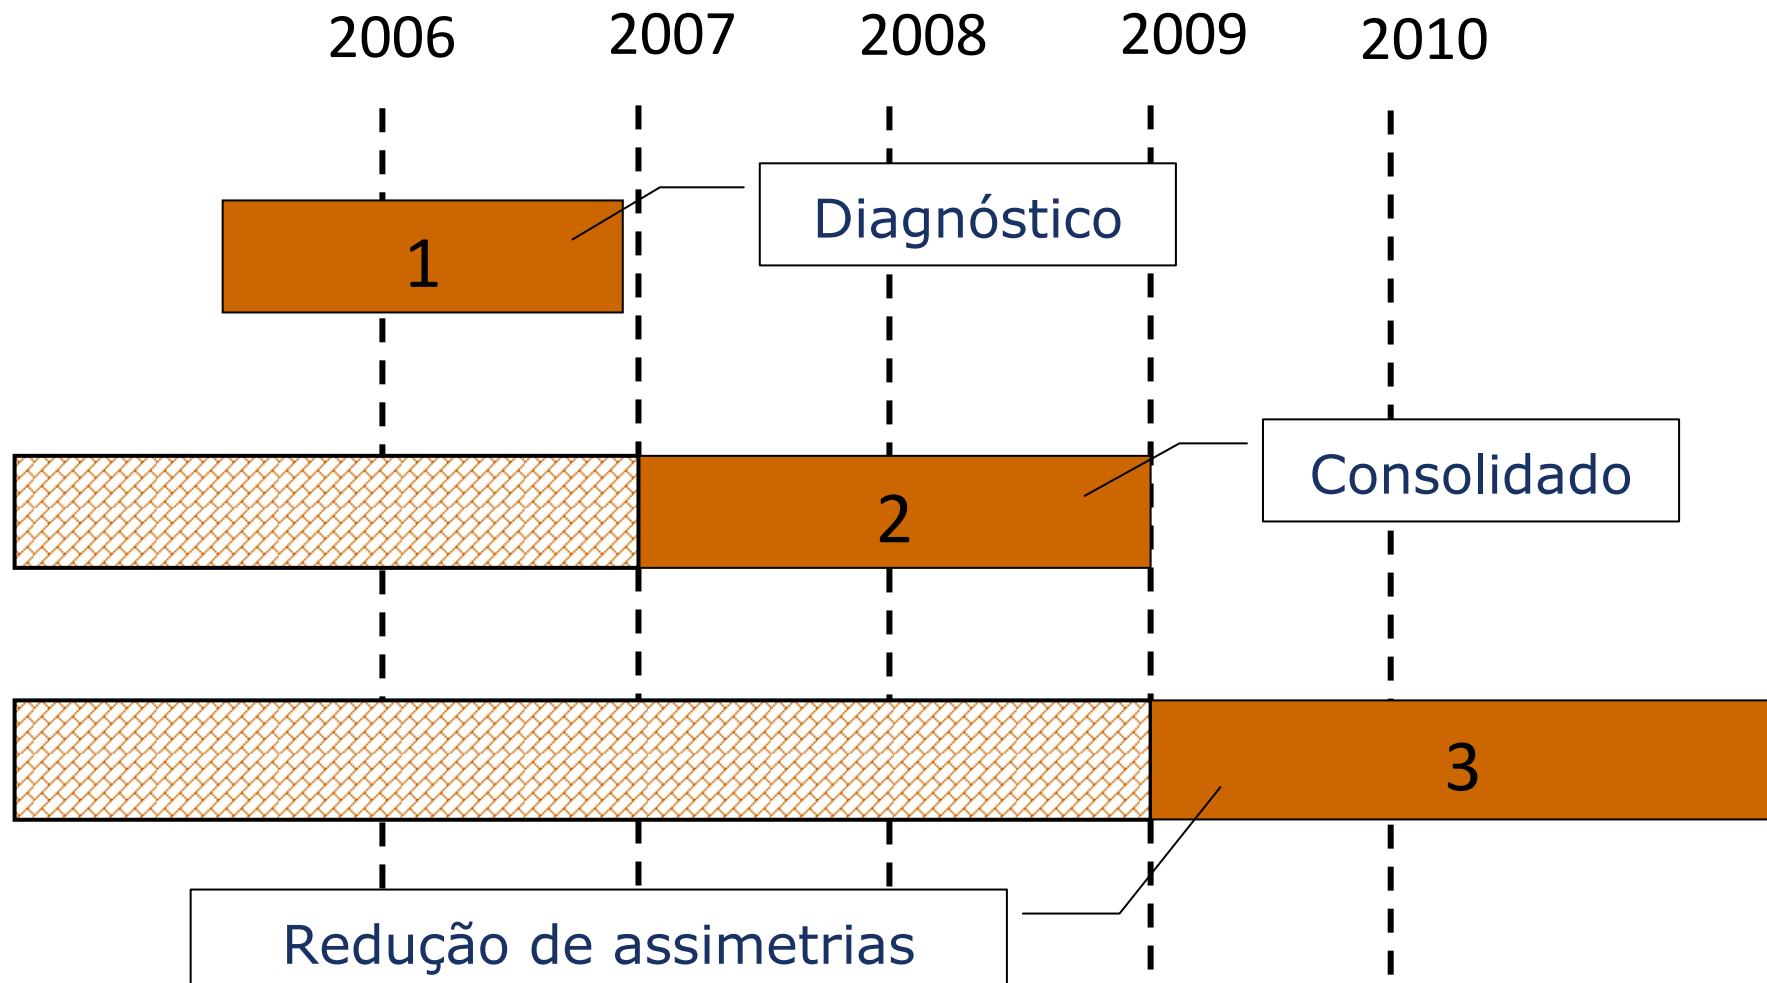 2006 2007 2008 2009 2010
Diagnóstico
1
Consolidado
2
3
Redução de assimetrias